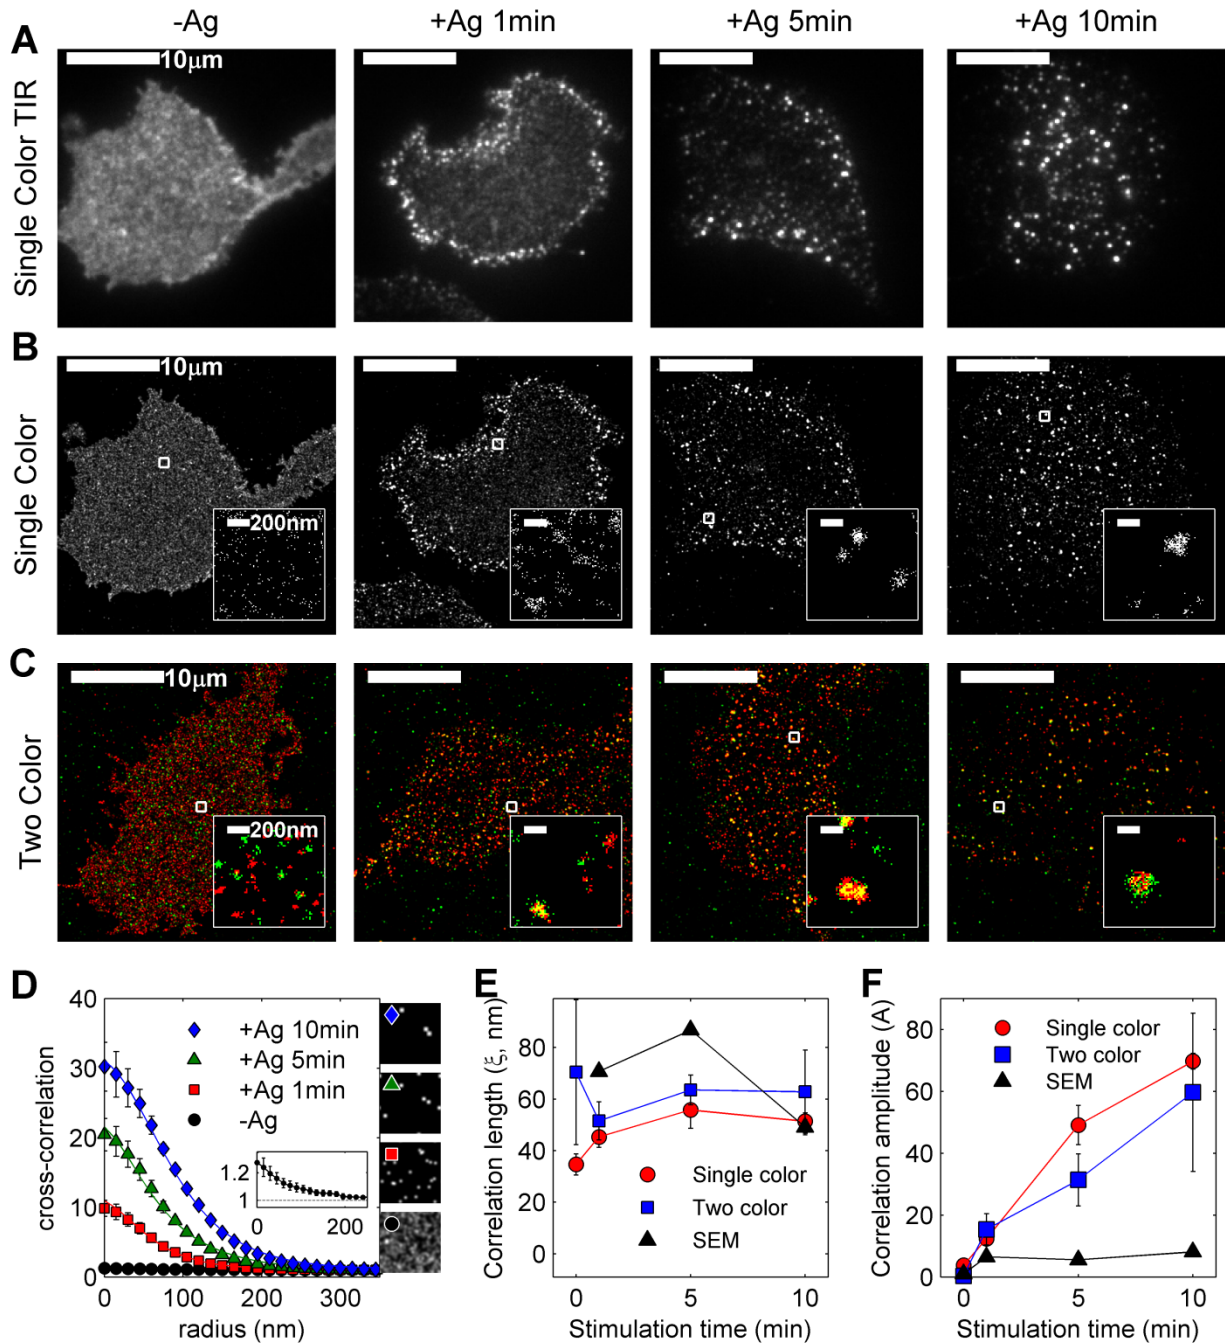 -Ag
+Ag 1min
+Ag 5min
+Ag 10min
A
Single Color TIR
10μm
B
Single Color
10μm
200nm
C
Two Color
10μm
200nm
D
cross-correlation
40
30
20
10
0
+Ag 10min
+Ag 5min
+Ag 1min
-Ag
1.2
1
0
200
0
100
200
300
radius (nm)
E
Correlation length (ξ, nm)
80
60
40
20
0
Single color
Two color
SEM
0
5
10
Stimulation time (min)
F
Correlation amplitude (A)
80
60
40
20
0
Single color
Two color
SEM
0
5
10
Stimulation time (min)